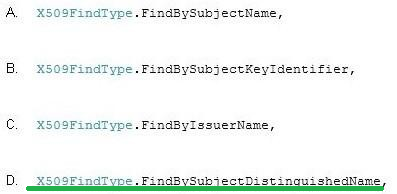 A. X509FindType.FindBySubjectName,
B. X509FindType.FindBySubjectKeyIdentifier,
C. X509FindType.FindByIssuerName,
D. X509FindType.FindBySubjectDistinguishedName,